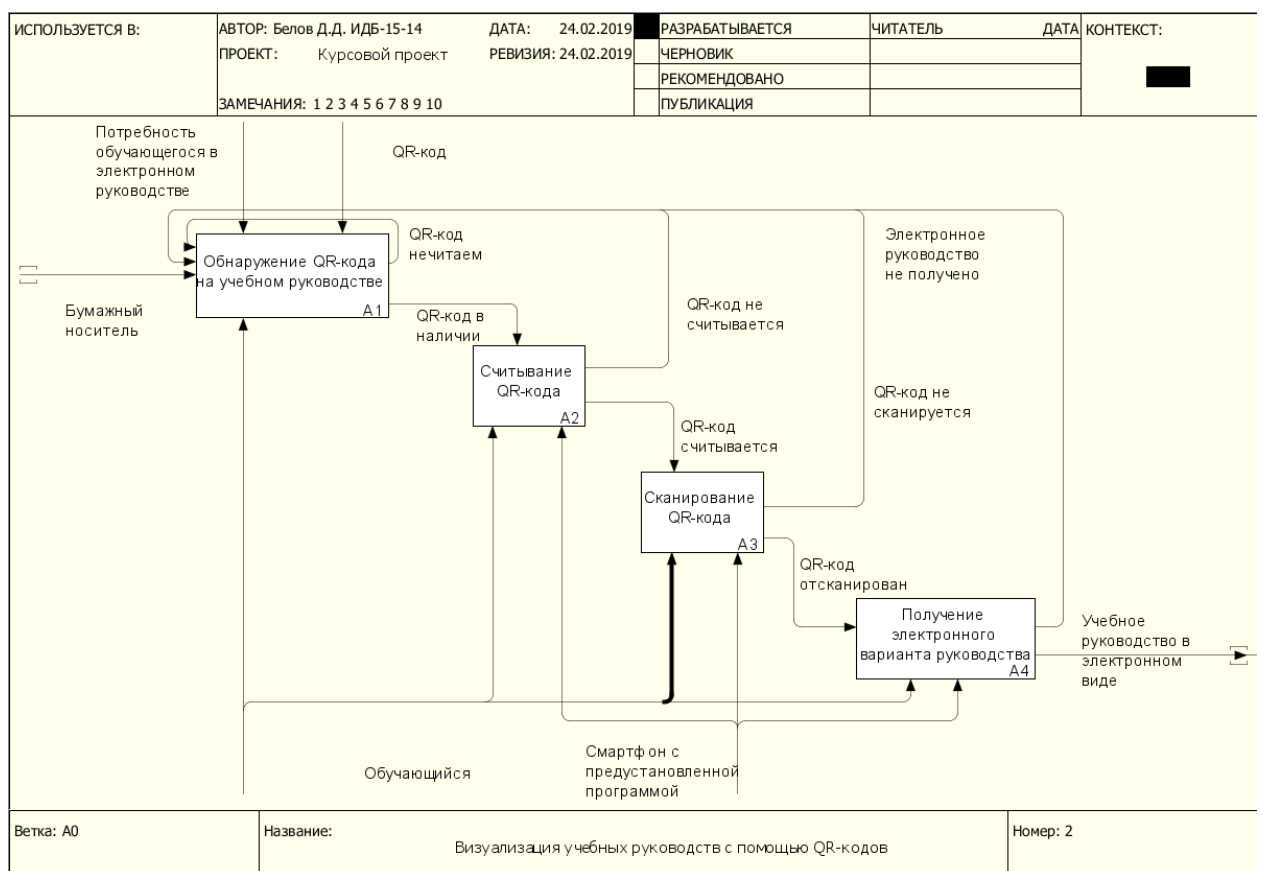 ИСПОЛЬЗУЕТСЯ В:
АВТОР: Белов Д.Д. ИДБ-15-14
ДАТА: 24.02.2019
ПРОЕКТ: Курсовой проект
РЕВИЗИЯ: 24.02.2019
ЗАМЕЧАНИЯ: 1 2 3 4 5 6 7 8 9 10
РАЗРАБАТЫВАЕТСЯ
ЧЕРНОВИК
РЕКОМЕНДОВАНО
ПУБЛИКАЦИЯ
ЧИТАТЕЛЬ
ДАТА
КОНТЕКСТ:
Потребность
обучающегося в
электронном
руководстве
QR-код
Обнаружение QR-кода
на учебном руководстве
A1
QR-код
нечитаем
Электронное
руководство
не получено
Бумажный
носитель
QR-код в
наличии
QR-код не
считывается
Считывание
QR-кода
A2
QR-код не
сканируется
QR-код
считывается
Сканирование
QR-кода
A3
QR-код
отсканирован
Получение
электронного
варианта руководства
A4
Учебное
руководство в
электронном
виде
Обучающийся
Смартфон с
предустановленной
программой
Ветка: A0
Название:
Визуализация учебных руководств с помощью QR-кодов
Номер: 2